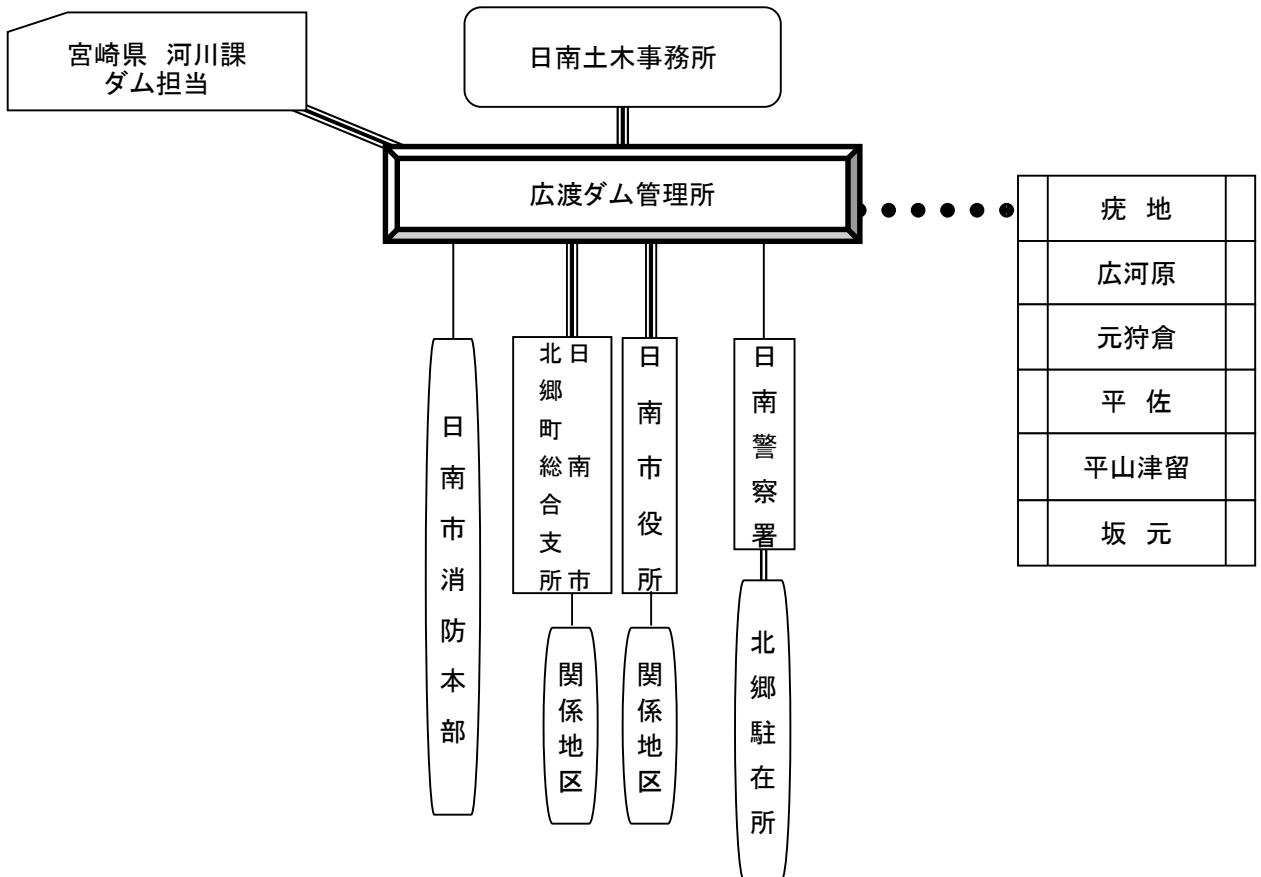 宮崎県 河川課
ダム担当
日南土木事務所
広渡ダム管理所
疣 地
広河原
元狩倉
平 佐
平山津留
坂 元
日南市消防本部
日南市
北郷町総合支所
日南市役所
日南警察署
関係地区
関係地区
北郷駐在所